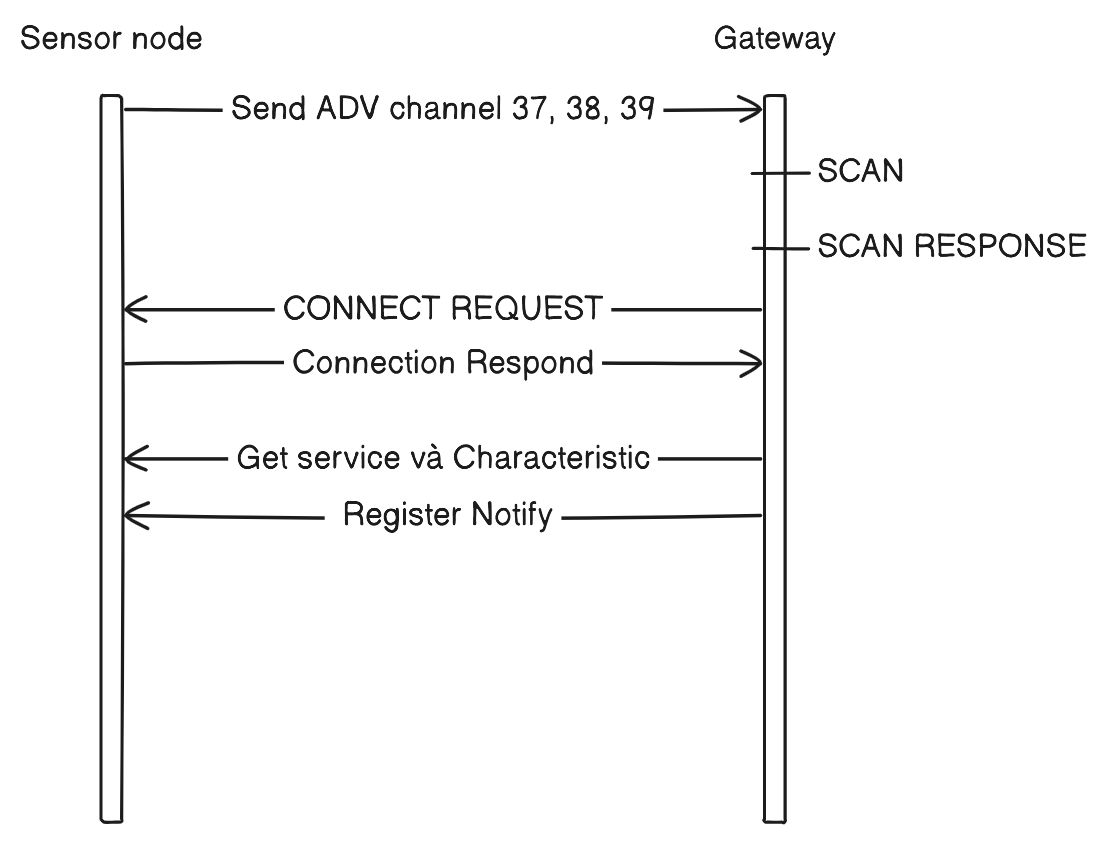 Sensor node
Gateway
Send ADV channel 37, 38, 39
SCAN
SCAN RESPONSE
CONNECT REQUEST
Connection Respond
Get service và Characteristic
Register Notify